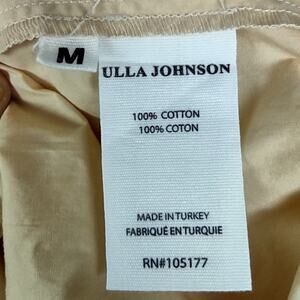 M
ULLA JOHNSON
100% COTTON
100% COTON
MADE IN TURKEY
FABRIQUÉ EN TURQUIE
RN#105177